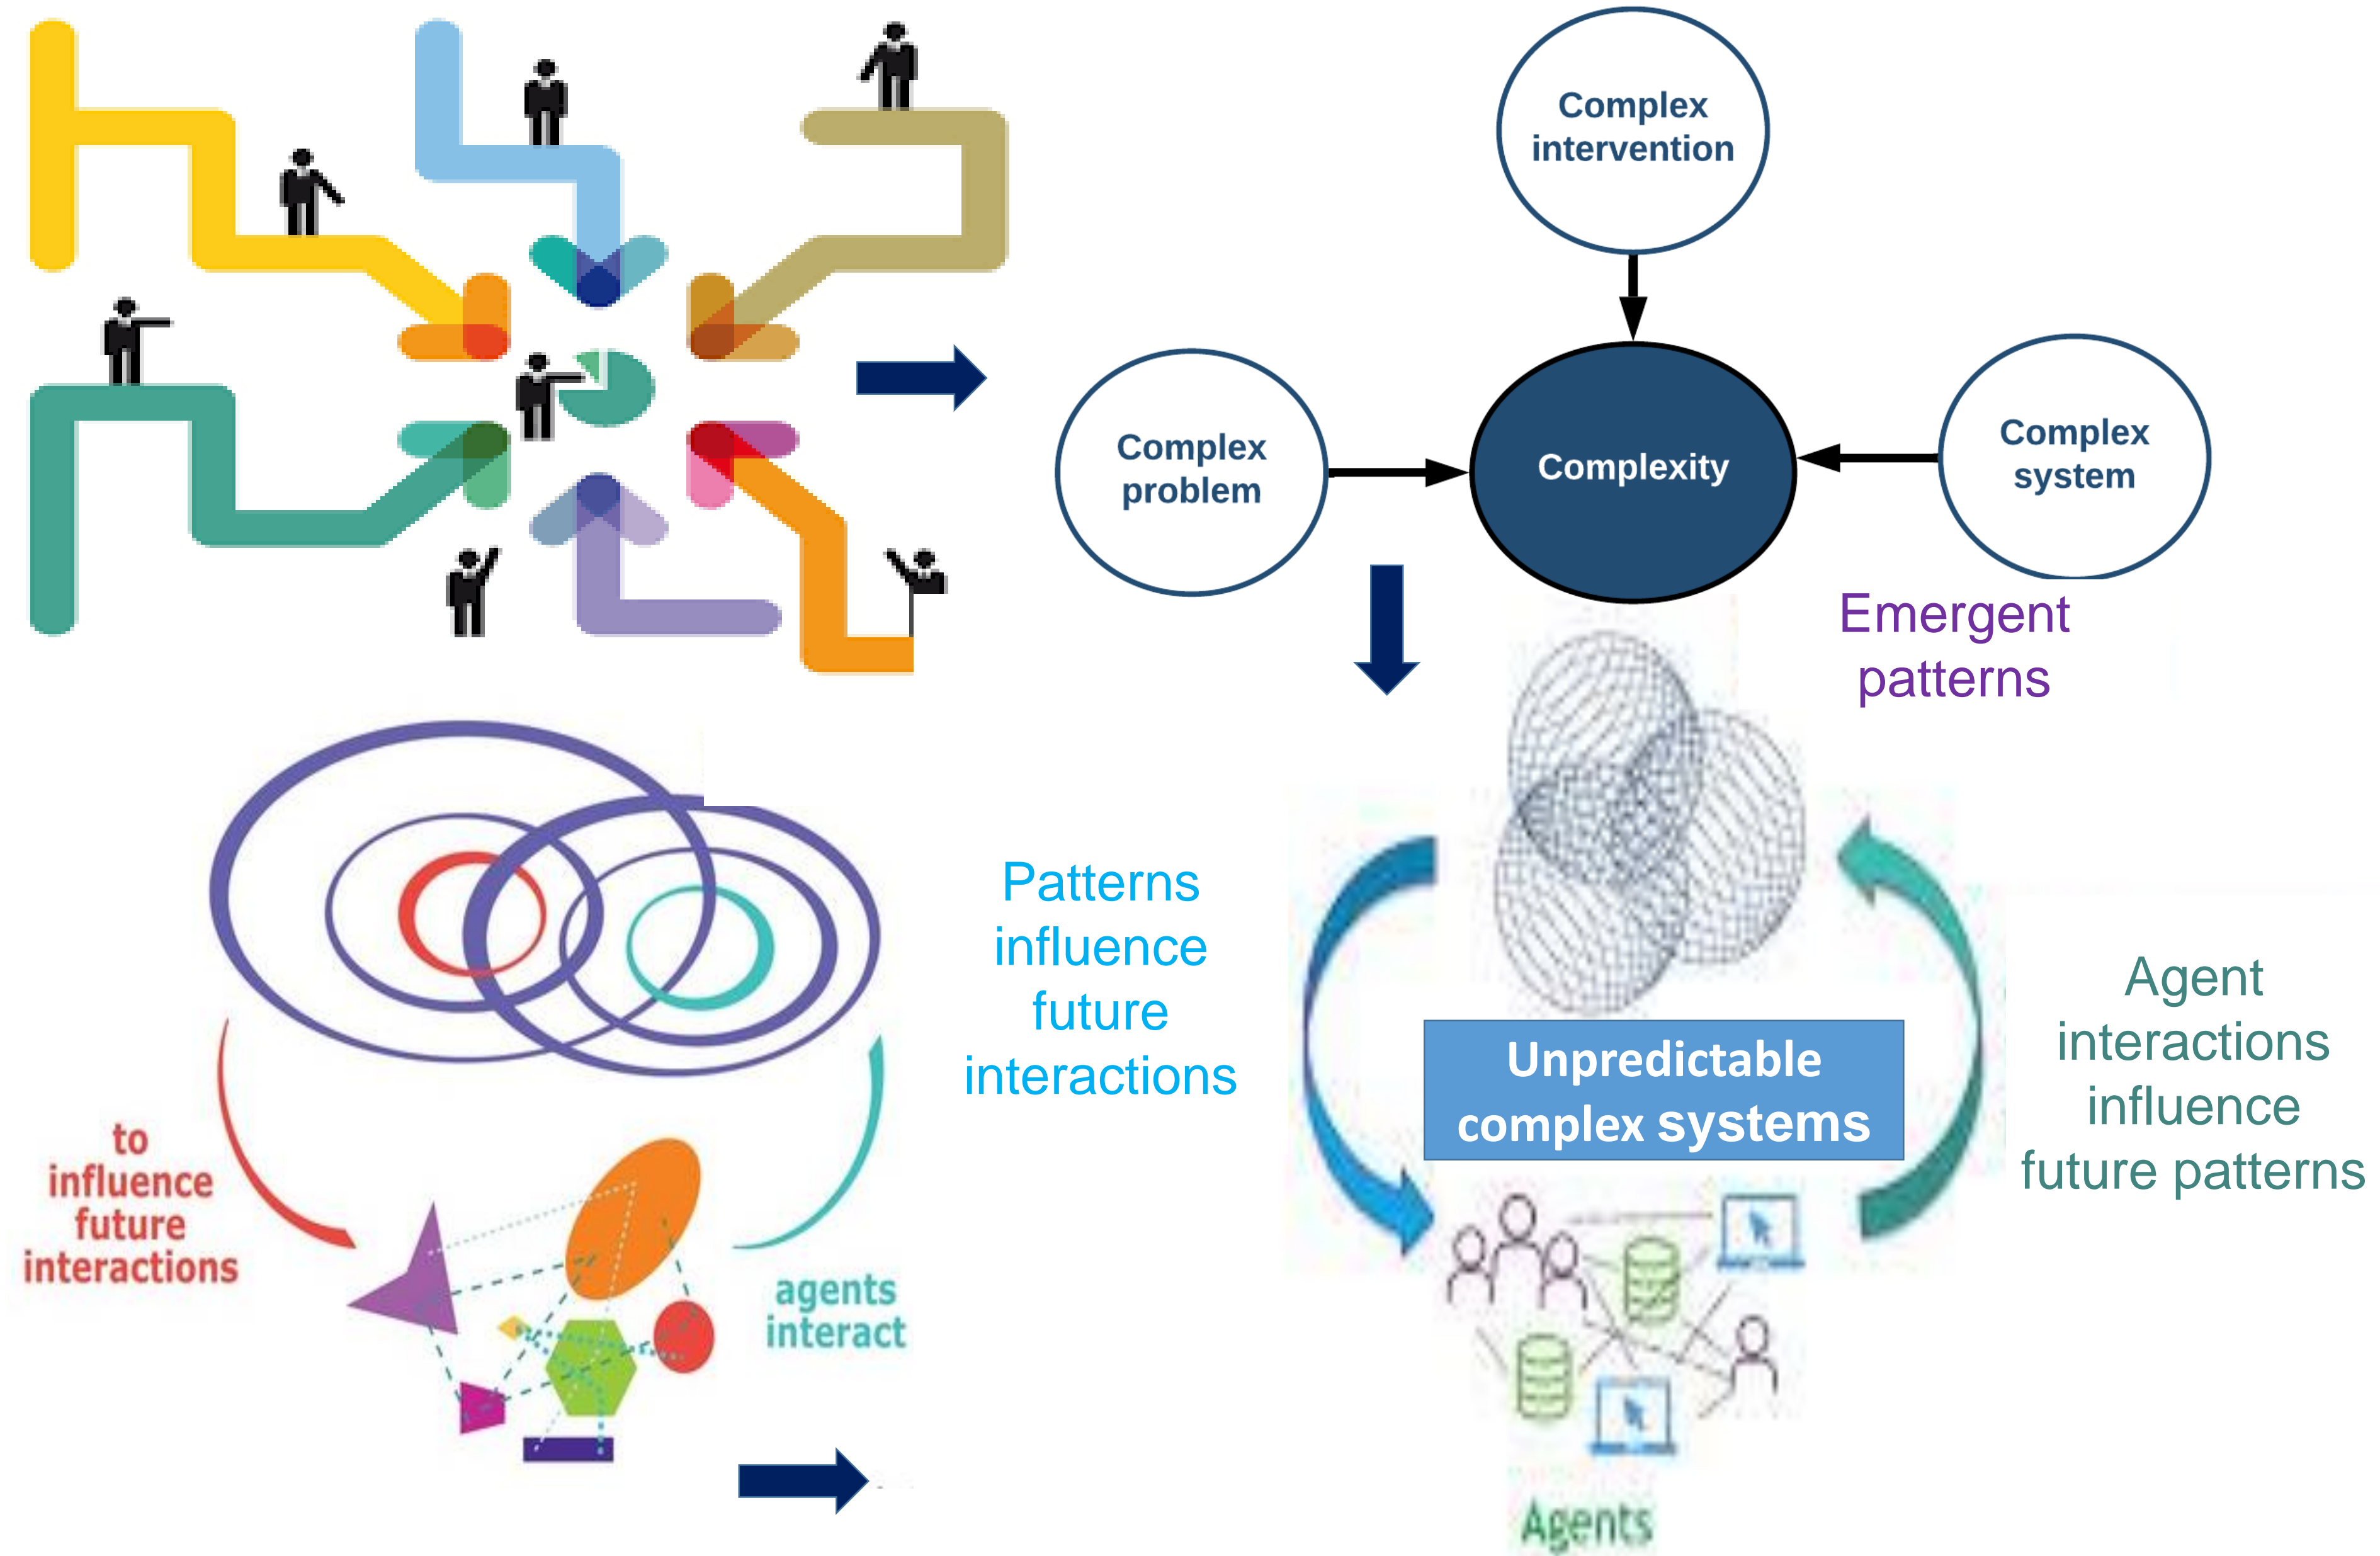 Complex
intervention
Complex
problem
Complexity
Complex
system
Emergent
patterns
Patterns
influence
future
interactions
Unpredictable
complex systems
Agent
interactions
influence
future patterns
Agents
to
influence
future
interactions
agents
interact